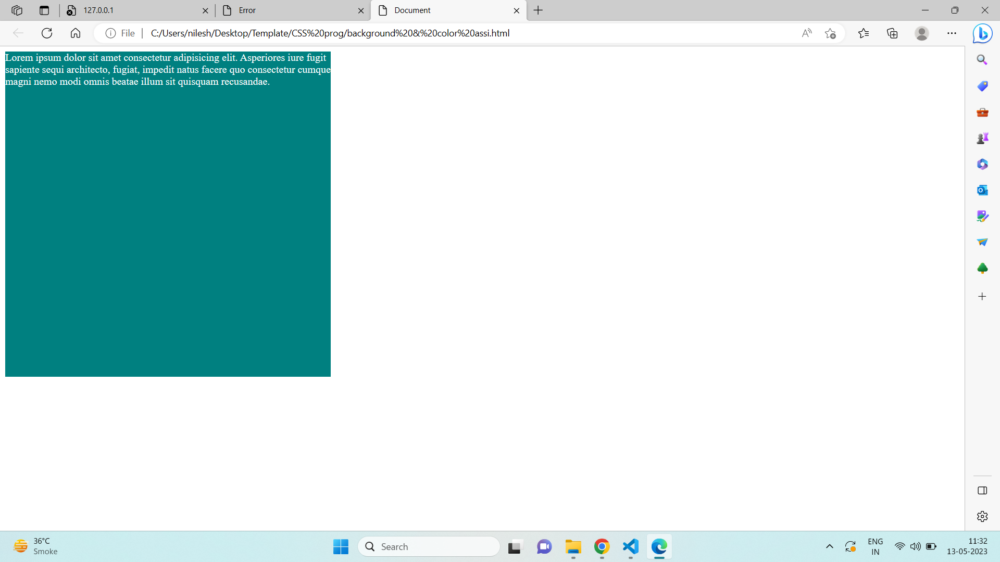 127.0.0.1
Error
Document
File
C:/Users/nilesh/Desktop/Template/CSS%20prog/background%20&%20color%20assi.html
Lorem ipsum dolor sit amet consectetur adipisicing elit. Asperiores iure fugit
sapiente sequi architecto, fugiat, impedit natus facere quo consectetur cumque
magni nemo modi omnis beatae illum sit quisquam recusandae.
36°C
Smoke
Search
ENG
IN
11:32
13-05-2023